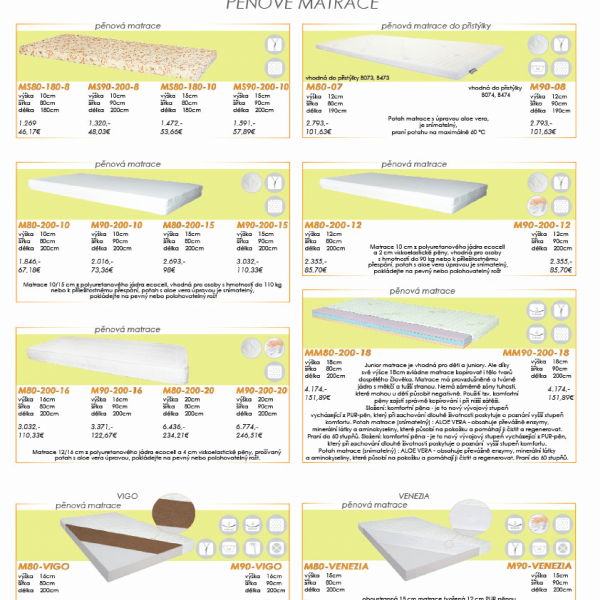 PĚNOVÉ MATRACE
pěnová matrace
MS80-180-8 MS90-200-8 MS80-180-10 MS90-200-10
výška 10cm výška 10cm výška 15cm výška 15cm
šířka 80cm šířka 90cm šířka 80cm šířka 90cm
délka 180cm délka 200cm délka 180cm délka 200cm
1.269 1.320,- 1.472,- 1.591,-
46,17€ 48,03€ 53,66€ 57,89€
pěnová matrace do přistýlky
vhodná do přistýlky B073, B473
vhodná do přistýlky
B074, B474
M80-07 M90-08
výška 12cm výška 12cm
šířka 80cm šířka 90cm
délka 190cm délka 190cm
Potah matrace s úpravou aloe vera,
je snímatelný,
praní potahu na maximálně 60 °C
2.793,- 2.793,-
101,63€ 101,63€
pěnová matrace
M80-200-10 M90-200-10 M80-200-15 M90-200-15
výška 10cm výška 10cm výška 15cm výška 15cm
šířka 80cm šířka 90cm šířka 80cm šířka 90cm
délka 200cm délka 200cm délka 200cm délka 200cm
1.846,- 2.016,- 2.693,- 3.032,-
67,18€ 73,36€ 98€ 110,33€
Matrace 10/15 cm z polyuretanového jádra ecocell, vhodná pro osoby s hmotností do 110 kg
nebo k příležitostnému přespání, potah s aloe vera úpravou je snímatelný,
pokládejte na pevný nebo polohovatelný rošt
pěnová matrace
M80-200-12 M90-200-12
výška 12cm výška 12cm
šířka 80cm šířka 90cm
délka 200cm délka 200cm
Matrace 10 cm z polyuretanového jádra ecocell
a 2 cm viskoelastické pěny, vhodná pro osoby
s hmotností do 90 kg nebo k příležitostnému
přespání, potah s aloe vera úpravou je snímatelný,
pokládejte na pevný nebo polohovatelný rošt
2.355,- 2.355,-
85,70€ 85,70€
pěnová matrace
M80-200-16 M90-200-16 M80-200-20 M90-200-20
výška 16cm výška 16cm výška 20cm výška 20cm
šířka 80cm šířka 90cm šířka 80cm šířka 90cm
délka 200cm délka 200cm délka 200cm délka 200cm
3.032,- 3.371,- 6.436,- 6.774,-
110,33€ 122,67€ 234,21€ 246,51€
Matrace 12/16 cm z polyuretanového jádra ecocell a 4 cm viskoelastické pěny, prošívaný
potah s aloe vera úpravou, pokládejte na pevný nebo polohovatelný rošt.
pěnová matrace
MM80-200-18 MM90-200-18
výška 18cm výška 18cm
šířka 80cm šířka 90cm
délka 200cm délka 200cm
4.174,- 4.174,-
151,89€ 151,89€
Junior matrace je vhodná pro děti a juniory. Ale díky
své výšce 18cm zvládne matrace kopírovat i tělo tvarů
dospělého člověka. Matrace má provzdušněné a tvárné
jádro s měkčí a tuší stranou. Nemá záměrně zóny tuhosti,
které mohou u dětí působit negativně. Použití tzv. komfortní
pěny zajistí správné kopírování i při nižší zátěži.
Složení: komfortní pěna - je to nový vývojový stupeň
vycházející s PUR-pěn, který při zachování dlouhé životnosti poskytuje a poznání vyšší stupeň
komfortu. Potah matrace (snímatelný) : ALOE VERA - obsahuje převážně enzymy,
minerální látky a aminokyseliny, které působí na pokožku a pomáhají ji čistit a regenerovat.
Praní do 60 stupňů. Složení: komfortní pěna - je to nový vývojový stupeň vycházející s PUR-pěn,
který při zachování dlouhé životnosti poskytuje o poznání vyšší stupeň komfortu.
Potah matrace (snímatelný) : ALOE VERA - obsahuje převážně enzymy, minerální látky
a aminokyseliny, které působí na pokožku a pomáhají ji čistit a regenerovat. Praní do 60 stupňů.
VIGO
pěnová matrace
M80-VIGO M90-VIGO
výška 16cm výška 16cm
šířka 80cm šířka 90cm
délka 200cm délka 200cm
VENEZIA
pěnová matrace
M80-VENEZIA M90-VENEZIA
výška 15cm výška 15cm
šířka 80cm šířka 90cm
délka 200cm délka 200cm
oboustranná 15 cm matrace tvořená 12 cm PUR pěnou